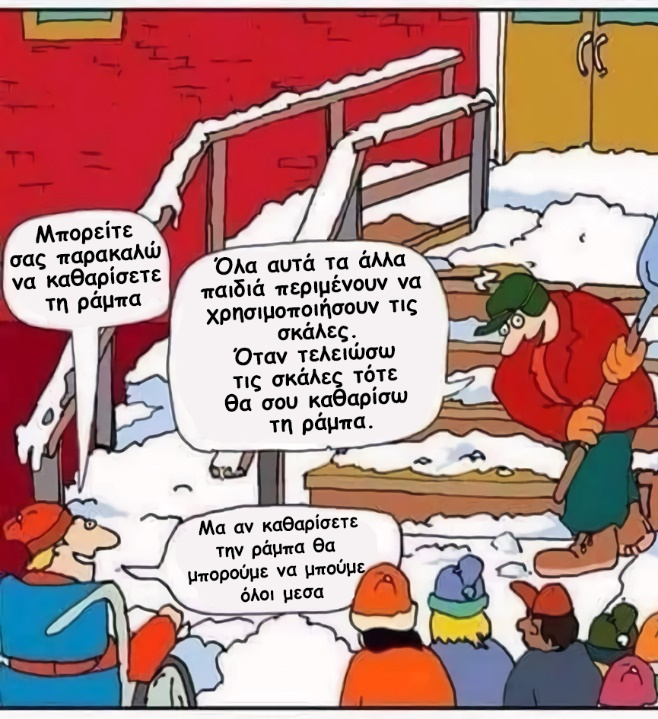 Μπορείτε
σας παρακαλώ
να καθαρίσετε
τη ράμπα
Όλα αυτά τα άλλα
παιδιά περιμένουν να
χρησιμοποιήσουν τις
σκάλες.
Όταν τελειώσω
τις σκάλες τότε
θα σου καθαρίσω
τη ράμπα.
Μα αν καθαρίσετε
την ράμπα θα
μπορούμε να μπούμε
όλοι μεσα